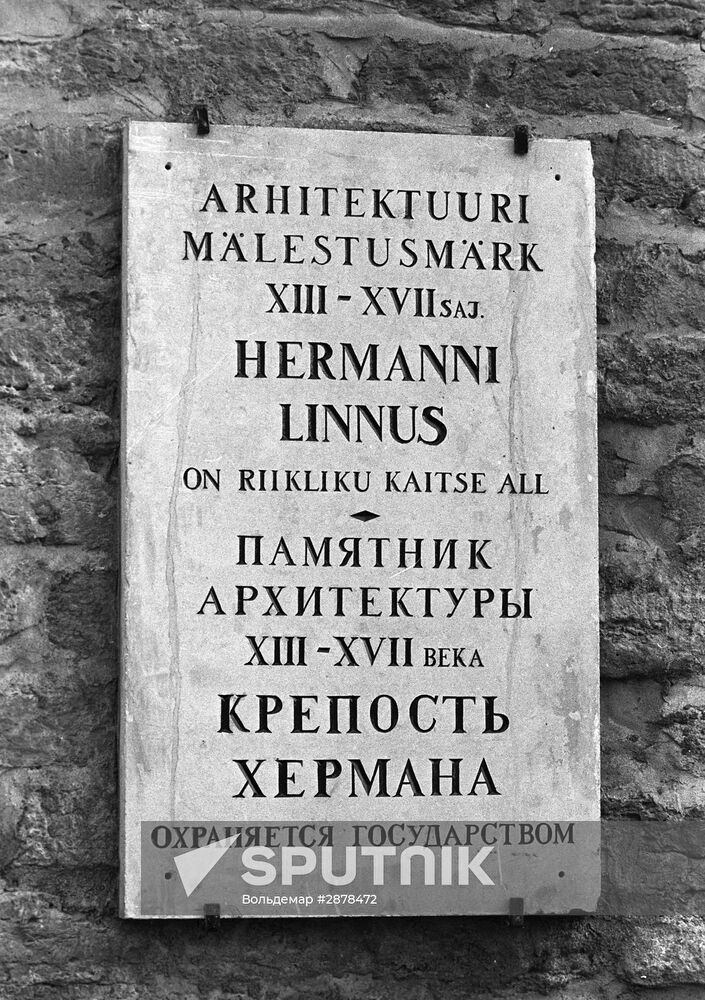 ARHITEKTUURI
MÄLESTUSMÄRK
XIII - XVII SAJ.
HERMANNI
LINNUS
ON RIIKLIKU KAITSE ALL
ПАМЯТНИК
АРХИТЕКТУРЫ
XIII - XVII ВЕКА
КРЕПОСТЬ
ХЕРМАНА
ОХРАНЯЕТСЯ ГОСУДАРСТВОМ
SPUTNIK
Вольдемар #2878472